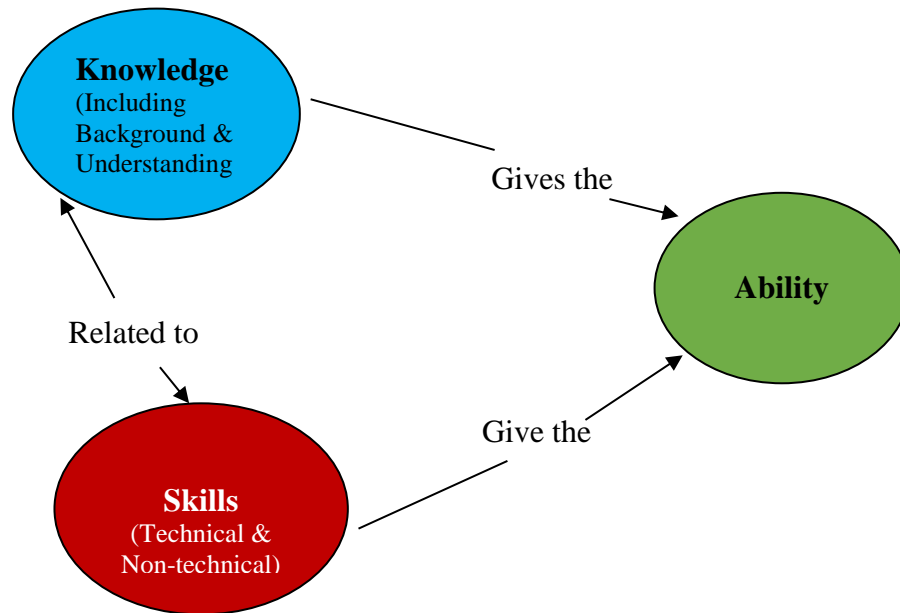 Knowledge
(Including
Background &
Understanding
Gives the
Ability
Related to
Give the
Skills
(Technical &
Non-technical)